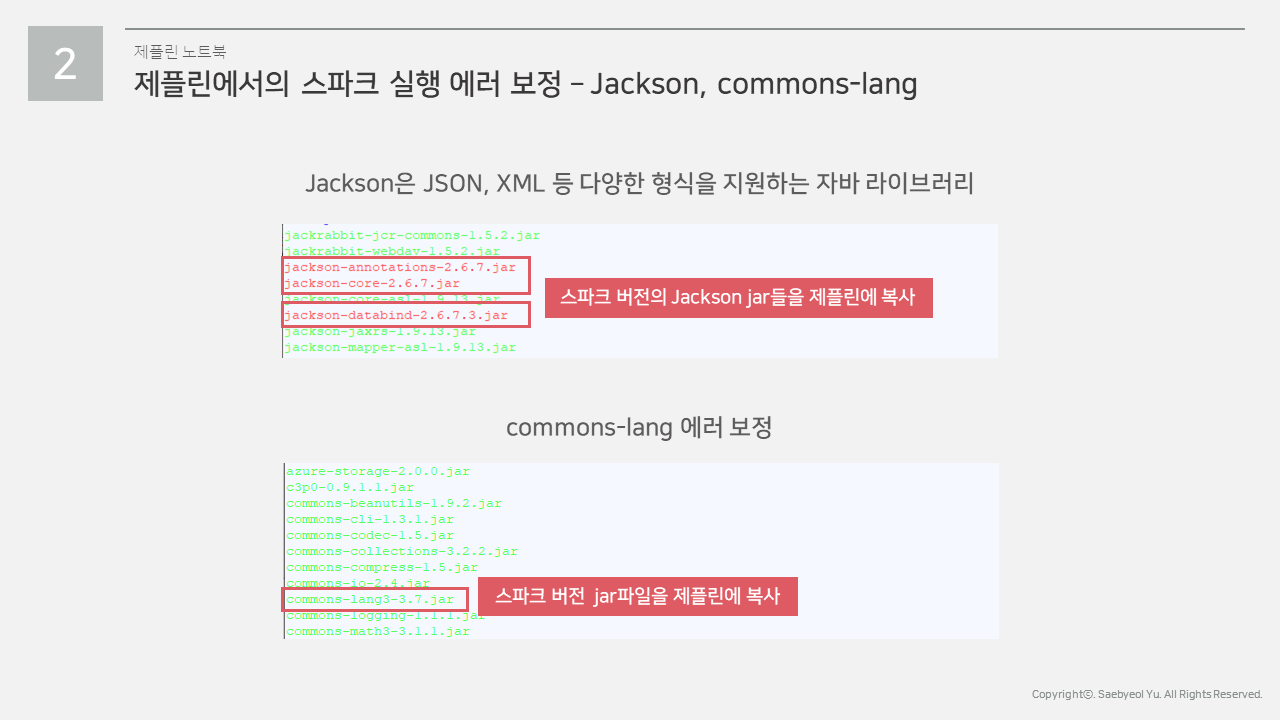 2
제플린 노트북
제플린에서의 스파크 실행 에러 보정 – Jackson, commons-lang
Jackson은 JSON, XML 등 다양한 형식을 지원하는 자바 라이브러리
jackrabbit-jcr-commons-1.5.2.jar
jackrabbit-webdav-1.5.2.jar
jackson-annotations-2.6.7.jar
jackson-core-2.6.7.jar
스파크 버전의 Jackson jar들을 제플린에 복사
jackson-core-asl-1.9.13.jar
jackson-databind-2.6.7.3.jar
jackson-jaxrs-1.9.13.jar
jackson-mapper-asl-1.9.13.jar
commons-lang 에러 보정
azure-storage-2.0.0.jar
c3p0-0.9.1.1.jar
commons-beanutils-1.9.2.jar
commons-cli-1.3.1.jar
commons-codec-1.5.jar
commons-collections-3.2.2.jar
commons-compress-1.5.jar
commons-io-2.4.jar
commons-lang3-3.7.jar
스파크 버전 jar파일을 제플린에 복사
commons-logging-1.1.1.jar
commons-math3-3.1.1.jar
Copyrightⓒ. Saebyeol Yu. All Rights Reserved.